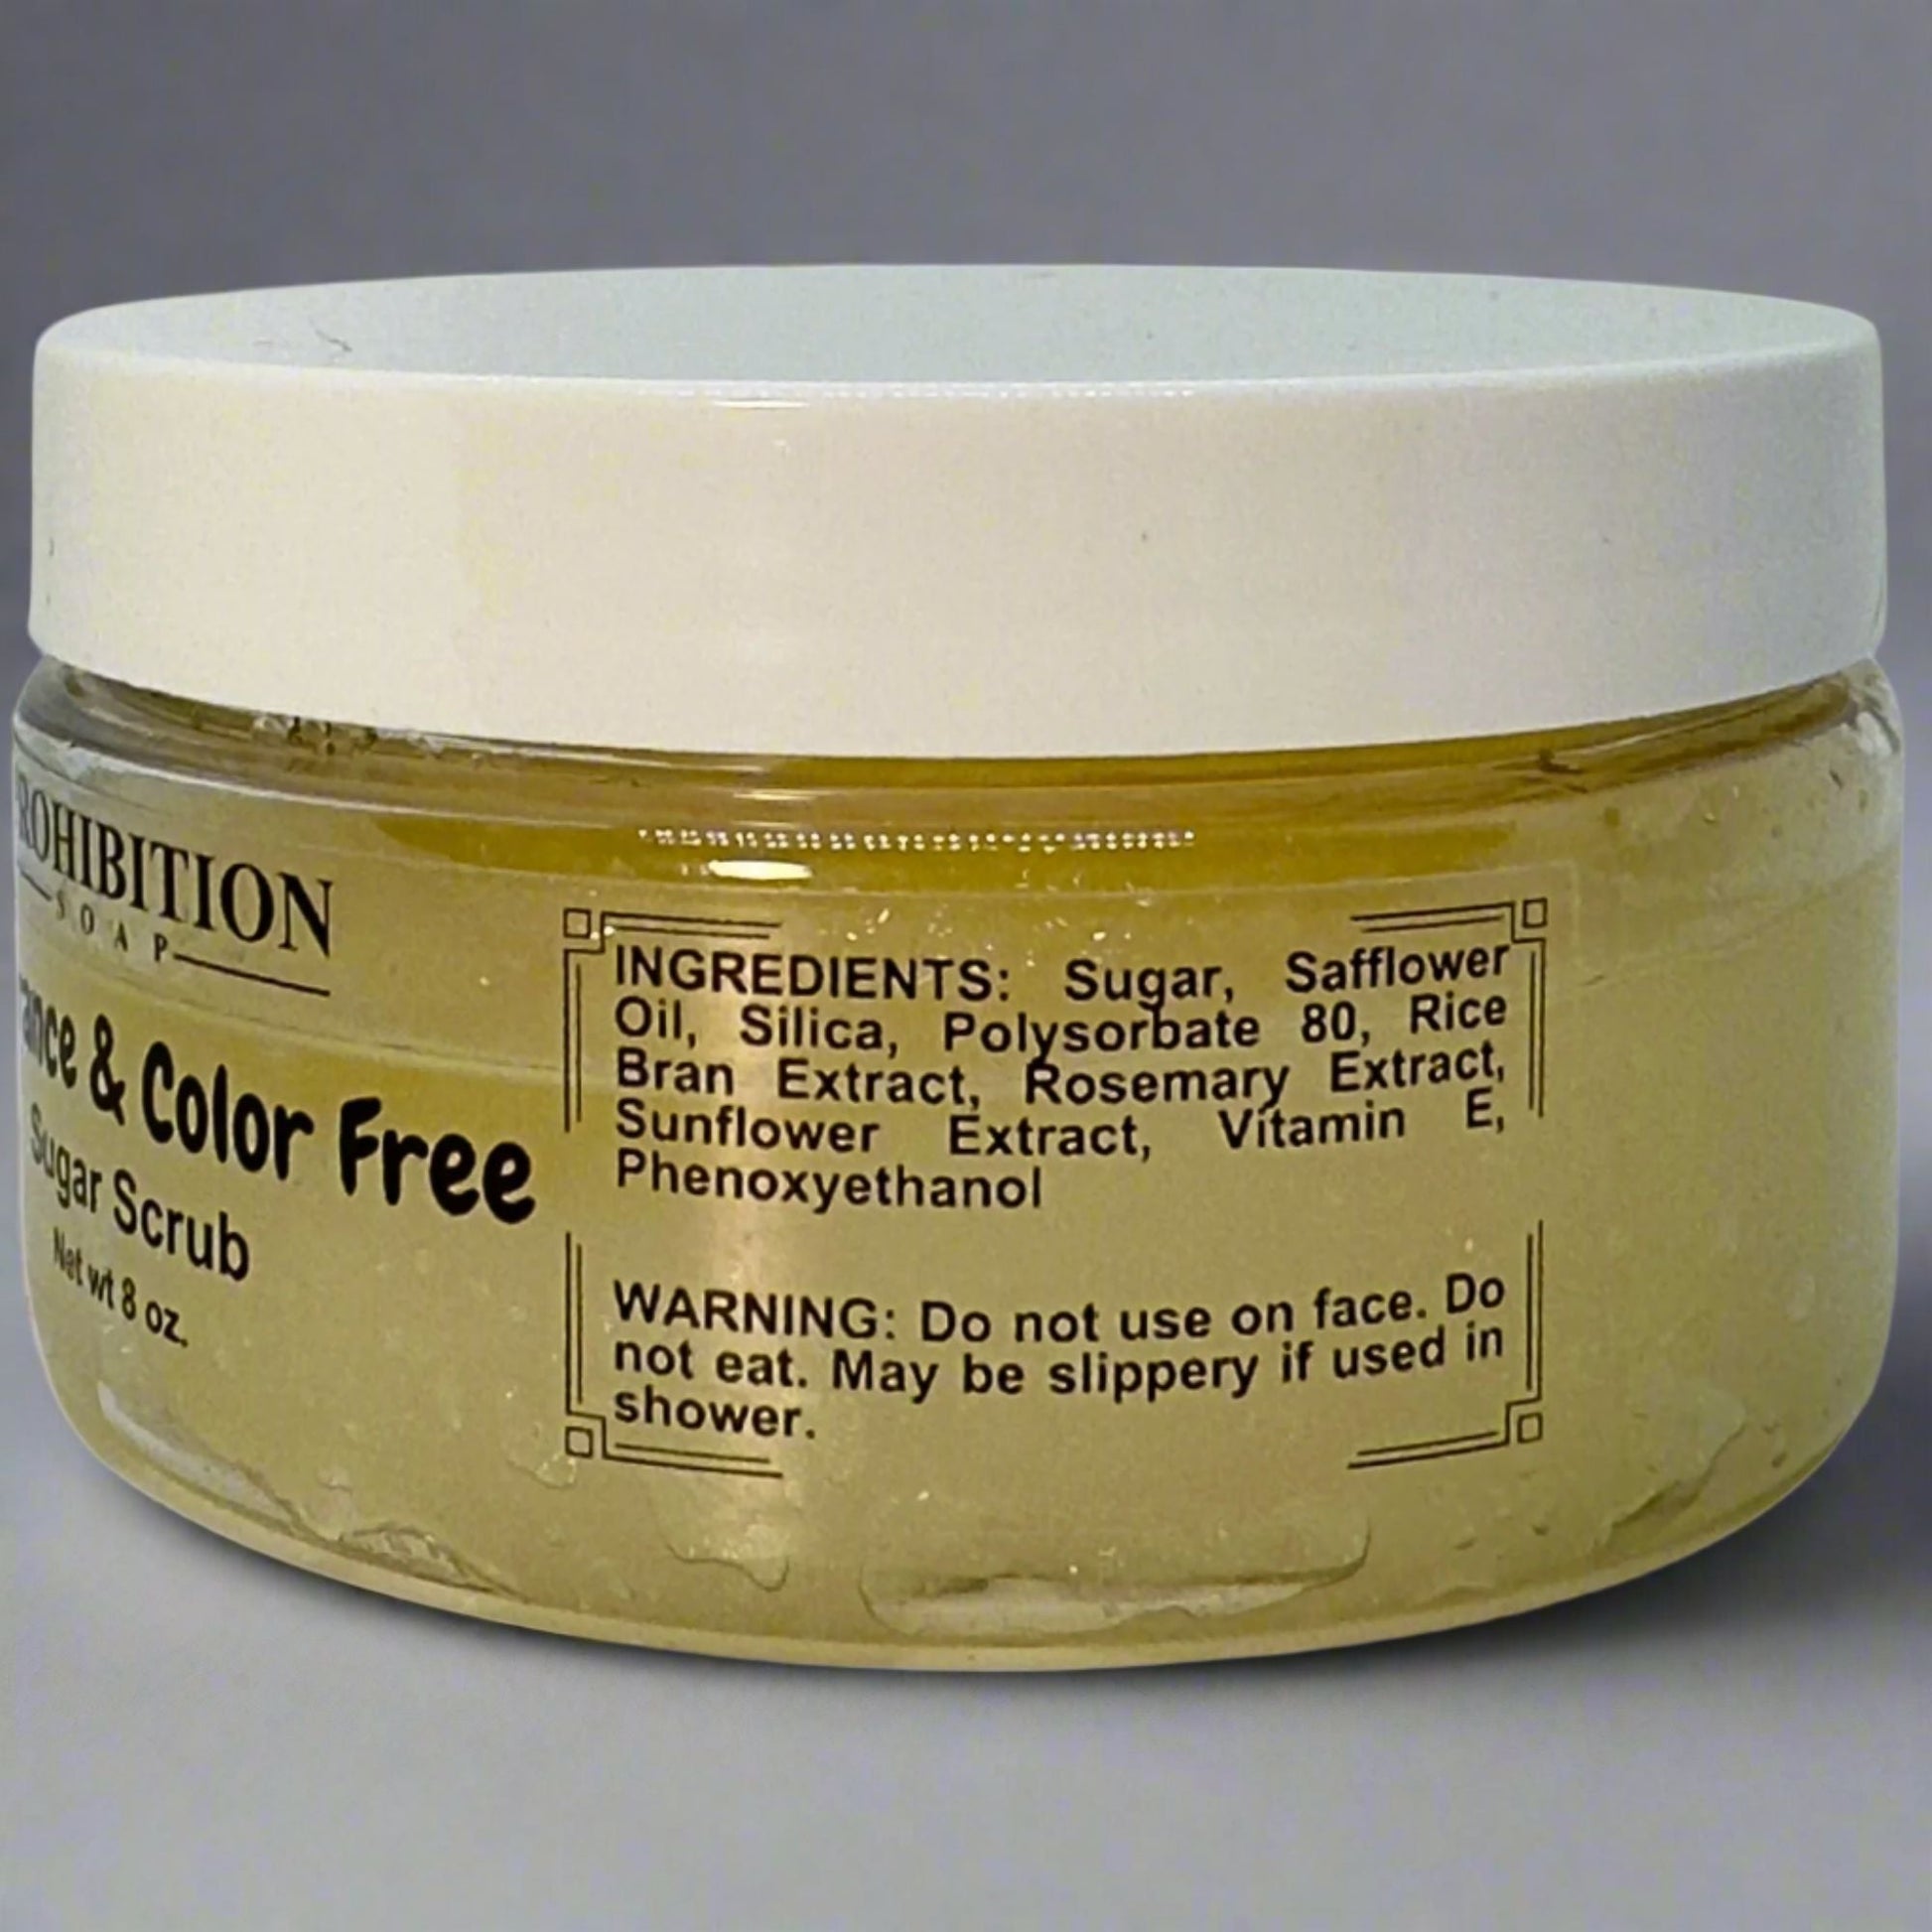 ROHIBITION
SOAP
ance & Color Free
Sugar Scrub
Net wt 8 oz.
INGREDIENTS: Sugar, Safflower
Oil, Silica, Polysorbate 80, Rice
Bran Extract, Rosemary Extract,
Sunflower Extract, Vitamin E,
Phenoxyethanol
WARNING: Do not use on face. Do
not eat. May be slippery if used in
shower.